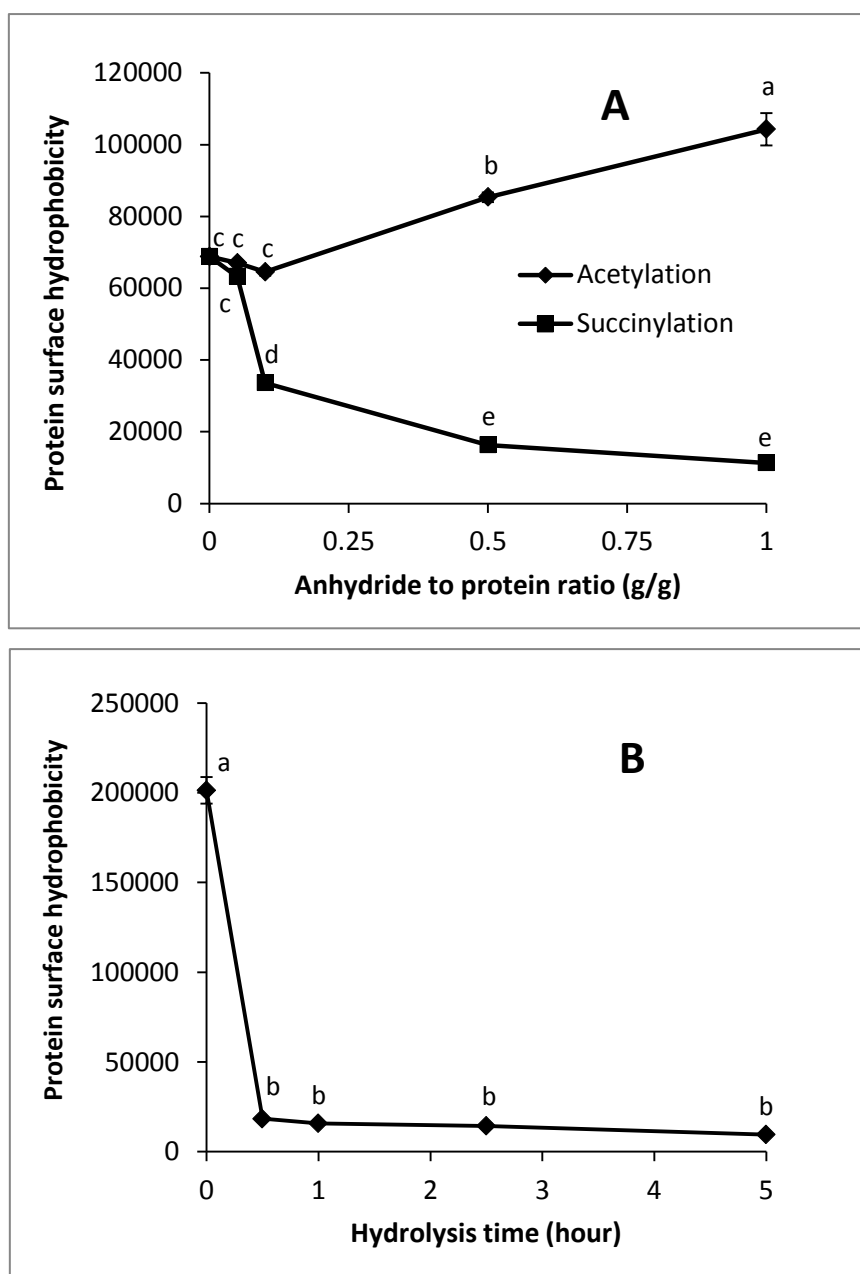 A
Protein surface hydrophobicity
120000
100000
80000
60000
40000
20000
0
a
b
c
c
c
c
d
e
e
Acetylation
Succinylation
0
0.25
0.5
0.75
1
Anhydride to protein ratio (g/g)
B
Protein surface hydrophobicity
250000
200000
150000
100000
50000
0
a
b
b
b
b
0
1
2
3
4
5
Hydrolysis time (hour)